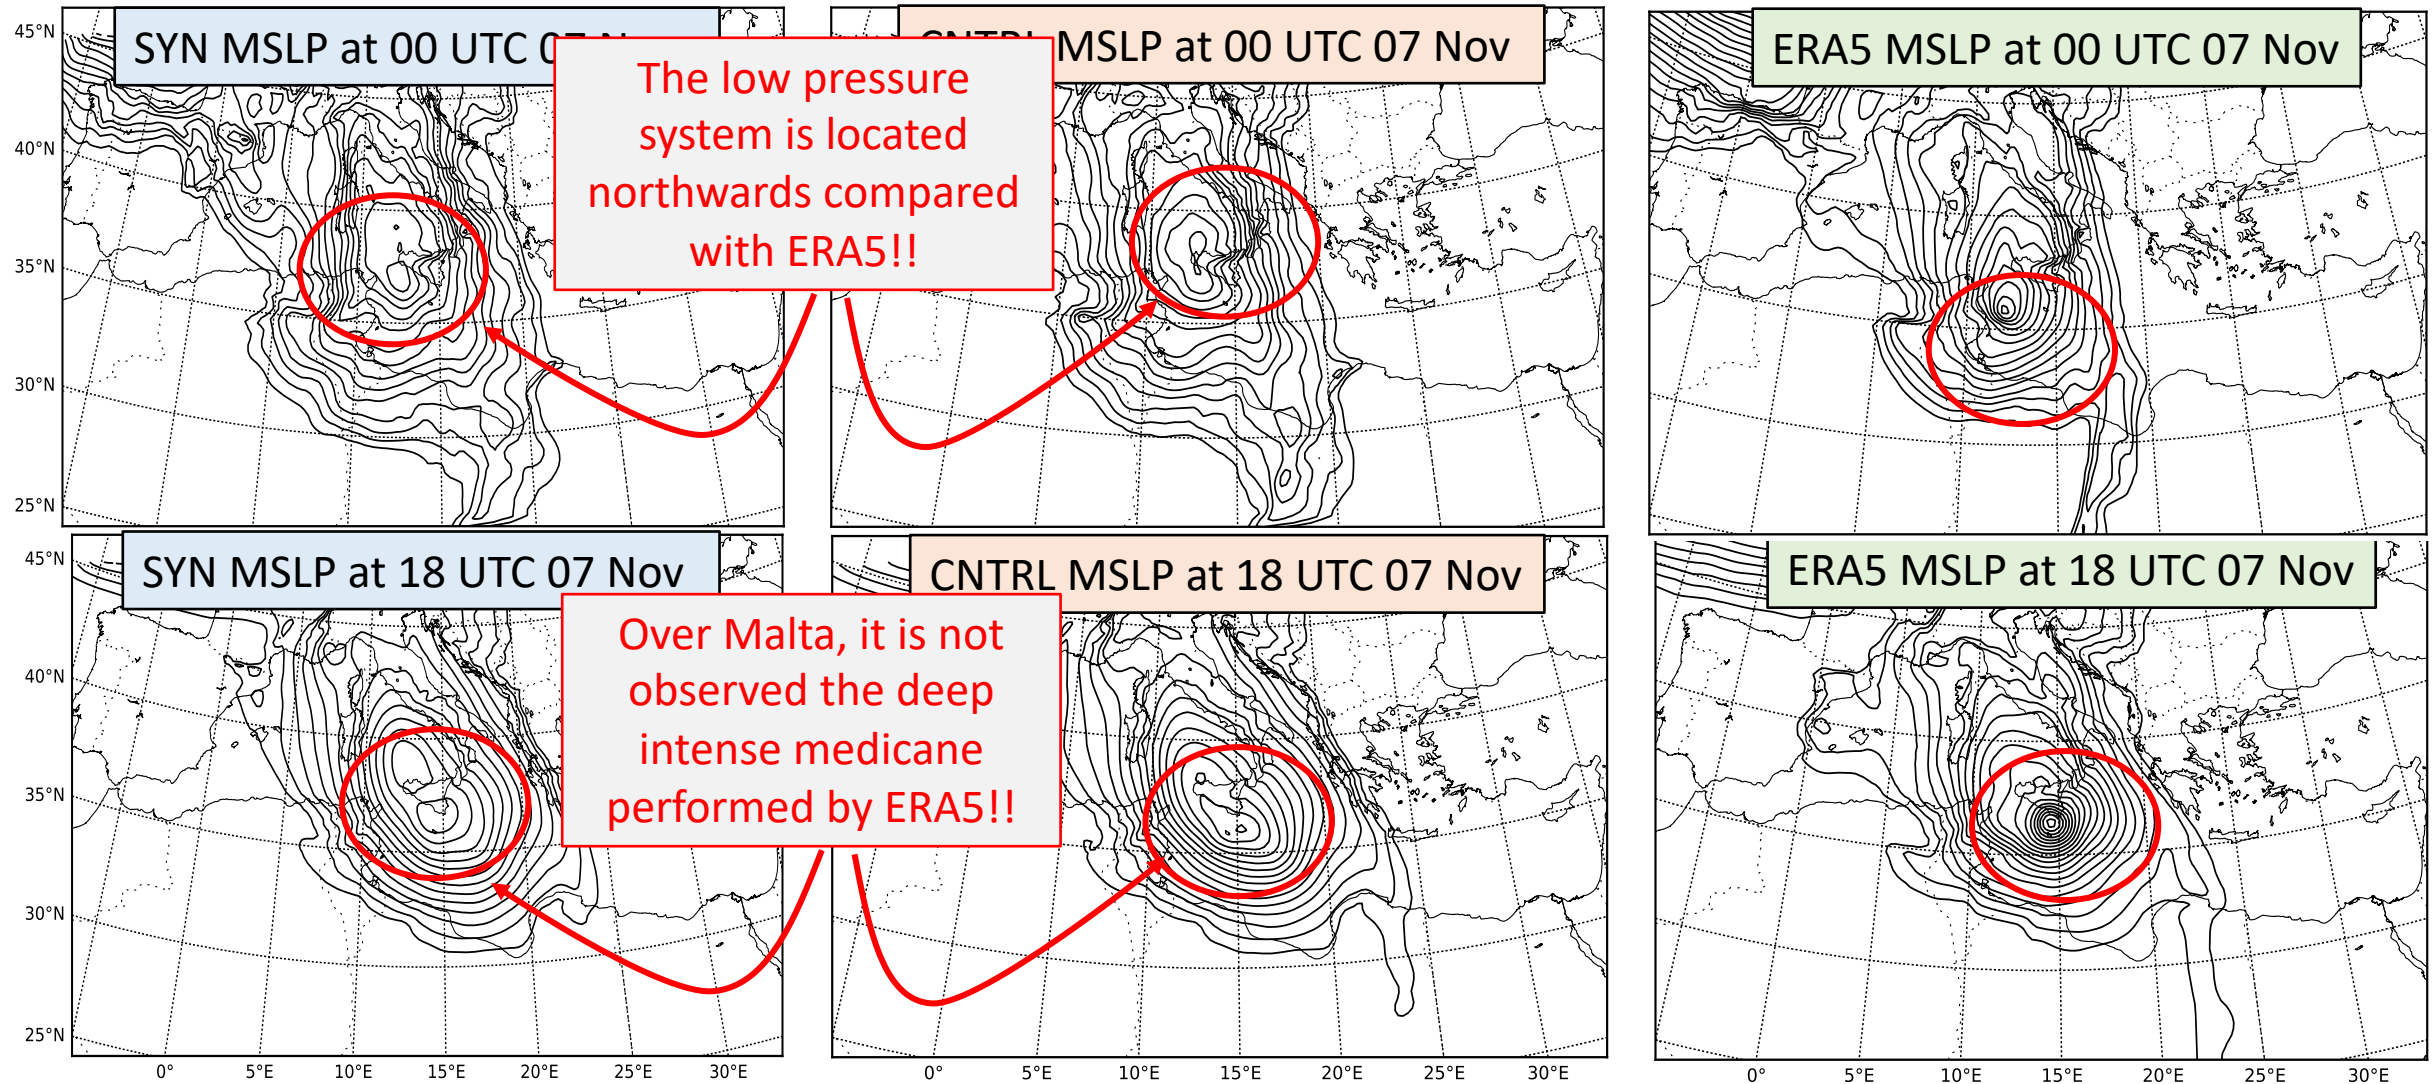 SYN MSLP at 00 UTC 07
CNTRL MSLP at 00 UTC 07 Nov
ERA5 MSLP at 00 UTC 07 Nov
The low pressure
system is located
northwards compared
with ERA5!!
45°N
40°N
35°N
30°N
25°N
SYN MSLP at 18 UTC 07 Nov
CNTRL MSLP at 18 UTC 07 Nov
ERA5 MSLP at 18 UTC 07 Nov
Over Malta, it is not
observed the deep
intense medicane
performed by ERA5!!
45°N
40°N
35°N
30°N
25°N
0° 5°E 10°E 15°E 20°E 25°E 30°E
0° 5°E 10°E 15°E 20°E 25°E 30°E
0° 5°E 10°E 15°E 20°E 25°E 30°E